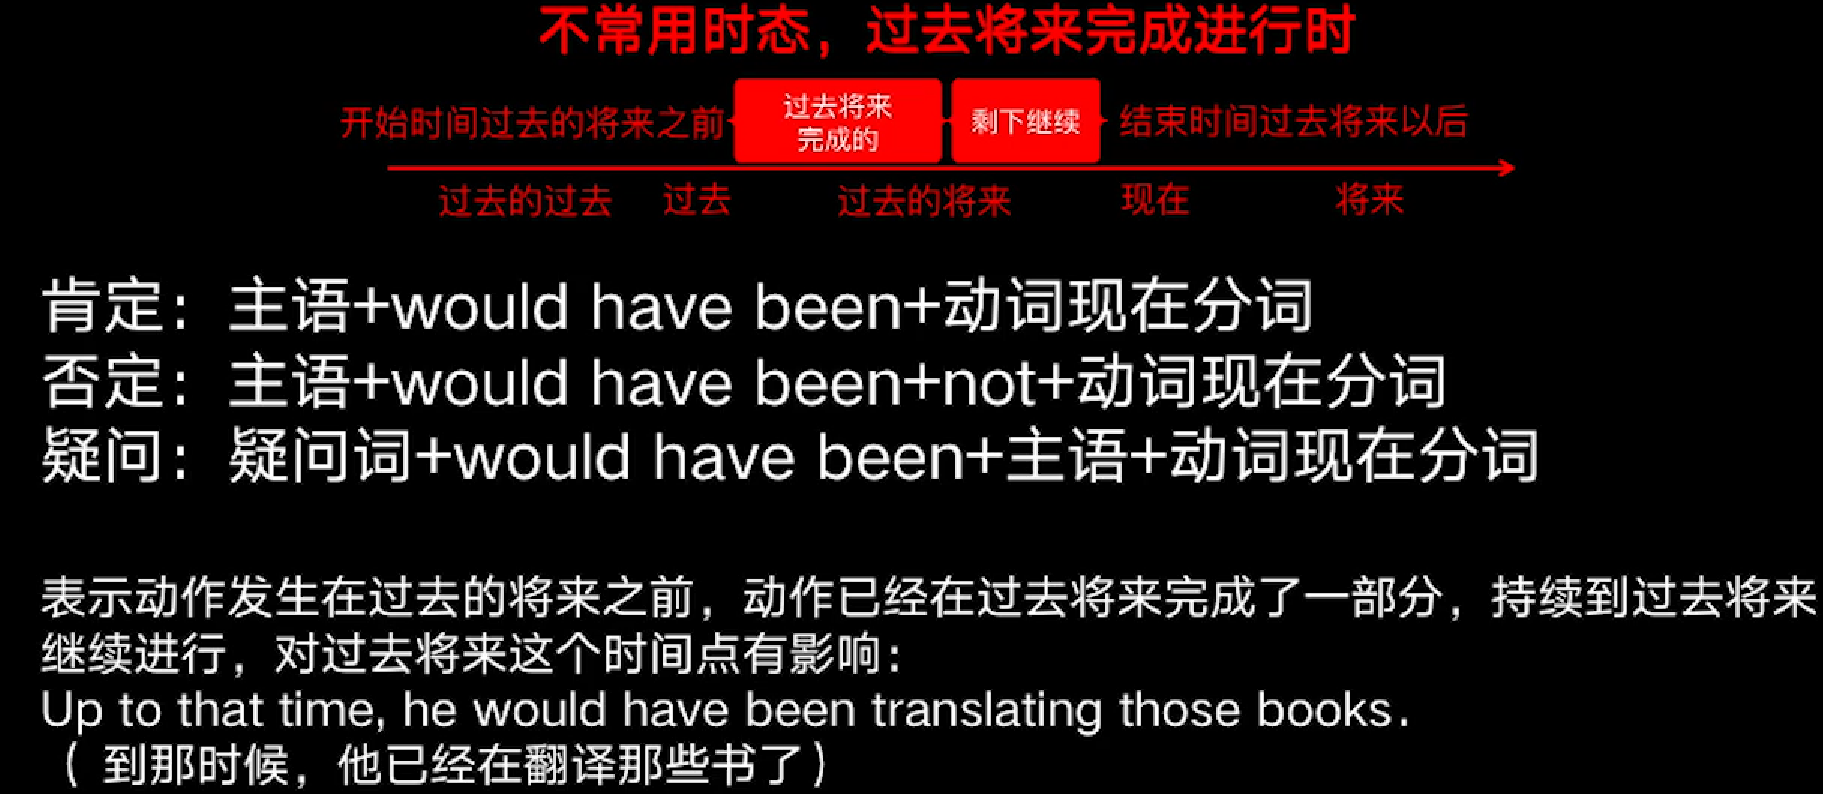 不常用时态，过去将来完成进行时
开始时间过去的将来之前
过去将来
完成的
剩下继续
结束时间过去将来以后
过去的过去 过去 过去的将来 现在 将来
肯定：主语+would have been+动词现在分词
否定：主语+would have been+not+动词现在分词
疑问：疑问词+would have been+主语+动词现在分词
表示动作发生在过去的将来之前，动作已经在过去将来完成了一部分，持续到过去将来
继续进行，对过去将来这个时间点有影响：
Up to that time, he would have been translating those books.
（ 到那时候，他已经在翻译那些书了）